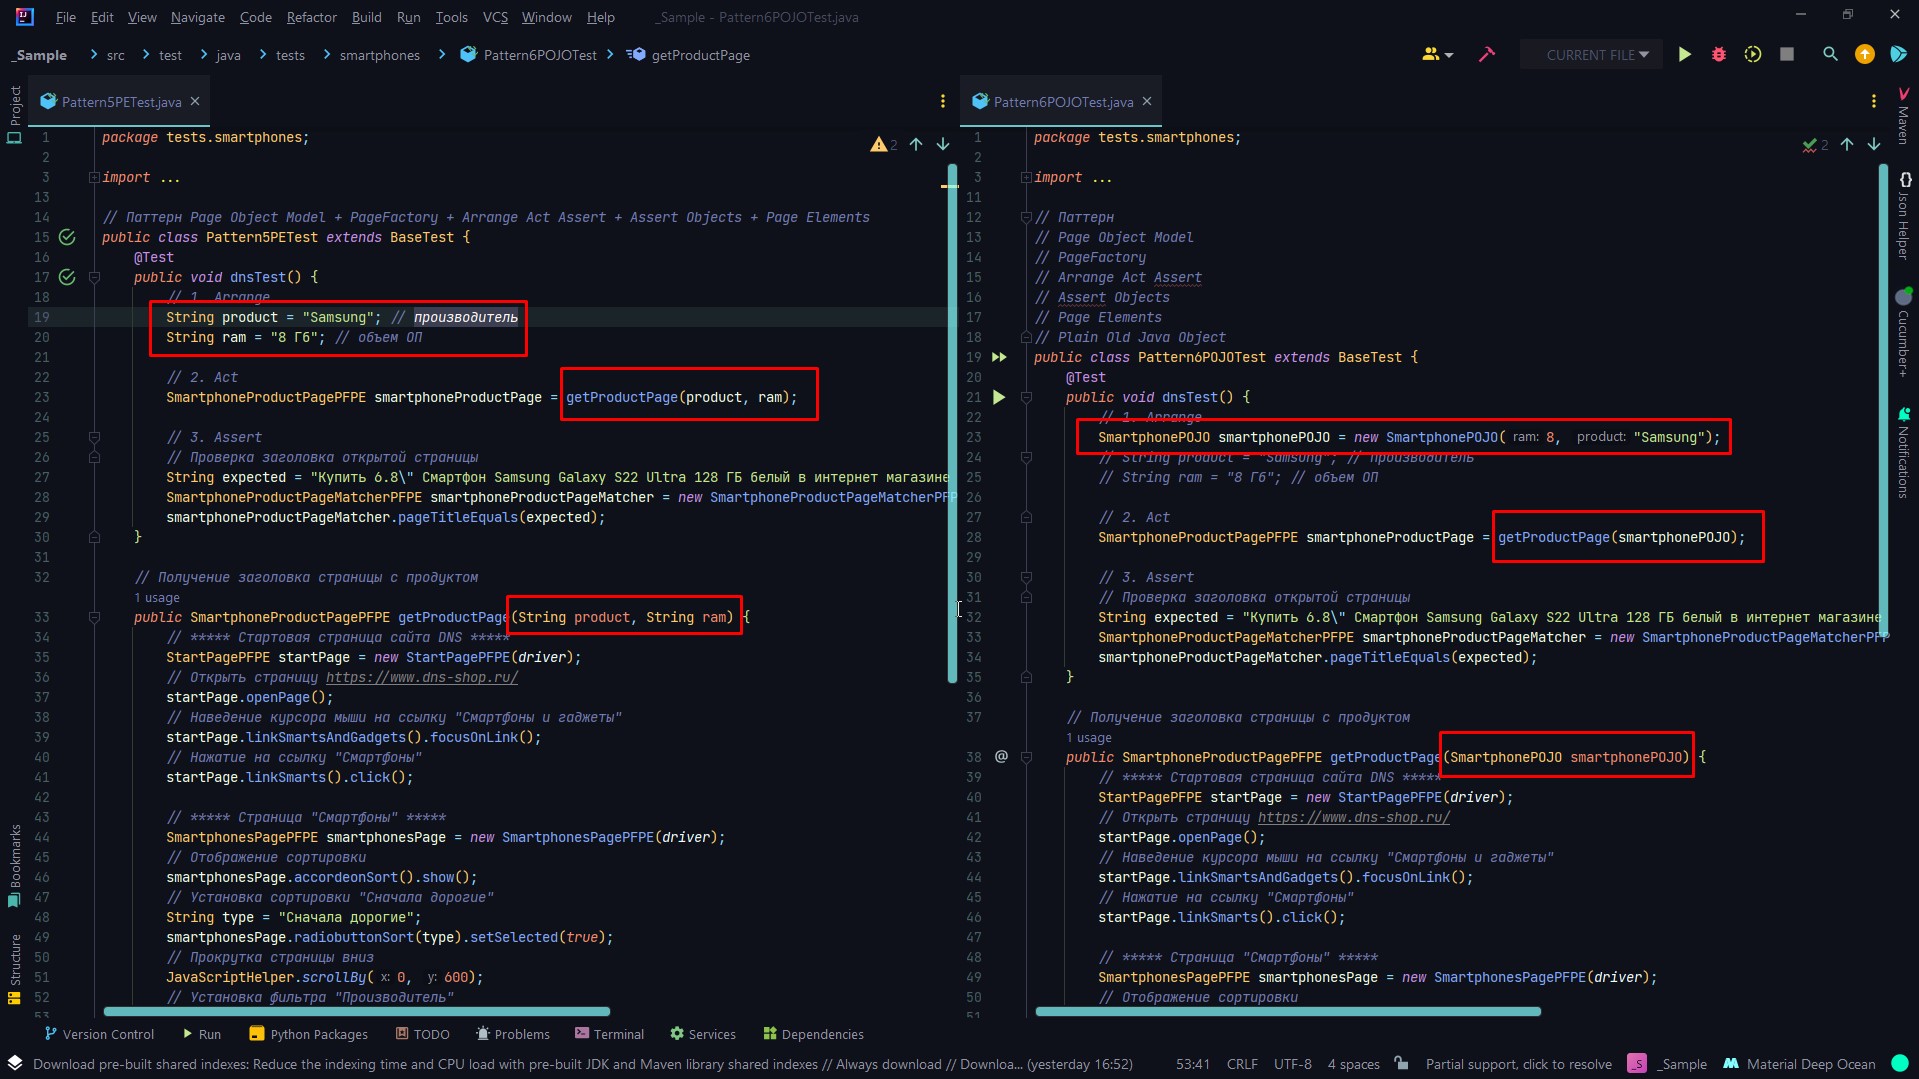 File Edit View Navigate Code Refactor Build Run Tools VCS Window Help _Sample - Pattern6POJOTest.java
_Sample src test java tests smartphones Pattern6POJOTest getProductPage CURRENT FILE
Project
Bookmarks
Structure
Pattern5PETest.java
2
1 package tests.smartphones;
2
3 import ...
13
14 // Паттерн Page Object Model + PageFactory + Arrange Act Assert + Assert Objects + Page Elements
15 public class Pattern5PETest extends BaseTest {
16 @Test
17 public void dnsTest() {
18 // 1. Arrange
19 String product = "Samsung"; // производитель
20 String ram = "8 Гб"; // объем ОП
21
22 // 2. Act
23 SmartphoneProductPagePFPE smartphoneProductPage = getProductPage(product, ram);
24
25 // 3. Assert
26 // Проверка заголовка открытой страницы
27 String expected = "Купить 6.8\" Смартфон Samsung Galaxy S22 Ultra 128 ГБ белый в интернет магазине
28 SmartphoneProductPageMatcherPFPE smartphoneProductPageMatcher = new SmartphoneProductPageMatcherPFP
29 smartphoneProductPageMatcher.pageTitleEquals(expected);
30 }
31
32 // Получение заголовка страницы с продуктом
1 usage
33 public SmartphoneProductPagePFPE getProductPage(String product, String ram) {
34 // ***** Стартовая страница сайта DNS *****
35 StartPagePFPE startPage = new StartPagePFPE(driver);
36 // Открыть страницу https://www.dns-shop.ru/
37 startPage.openPage();
38 // Наведение курсора мыши на ссылку "Смартфоны и гаджеты"
39 startPage.linkSmartsAndGadgets().focusOnLink();
40 // Нажатие на ссылку "Смартфоны"
41 startPage.linkSmarts().click();
42
43 // ***** Страница "Смартфоны" *****
44 SmartphonesPagePFPE smartphonesPage = new SmartphonesPagePFPE(driver);
45 // Отображение сортировки
46 smartphonesPage.accordeonSort().show();
47 // Установка сортировки "Сначала дорогие"
48 String type = "Сначала дорогие";
49 smartphonesPage.radiobuttonSort(type).setSelected(true);
50 // Прокрутка страницы вниз
51 JavaScriptHelper.scrollBy( x: 0, y: 600);
52 // Установка фильтра "Производитель"
53
Pattern6POJOTest.java
2
1 package tests.smartphones;
2
3 import ...
11
12 // Паттерн
13 // Page Object Model
14 // PageFactory
15 // Arrange Act Assert
16 // Assert Objects
17 // Page Elements
18 // Plain Old Java Object
19 public class Pattern6POJOTest extends BaseTest {
20 @Test
21 public void dnsTest() {
22 // 1. Arrange
23 SmartphonePOJO smartphonePOJO = new SmartphonePOJO( ram: 8, product: "Samsung");
24 // String product = "Samsung"; // производитель
25 // String ram = "8 Гб"; // объем ОП
26
27 // 2. Act
28 SmartphoneProductPagePFPE smartphoneProductPage = getProductPage(smartphonePOJO);
29
30 // 3. Assert
31 // Проверка заголовка открытой страницы
32 String expected = "Купить 6.8\" Смартфон Samsung Galaxy S22 Ultra 128 ГБ белый в интернет магазине
33 SmartphoneProductPageMatcherPFPE smartphoneProductPageMatcher = new SmartphoneProductPageMatcherPFP
34 smartphoneProductPageMatcher.pageTitleEquals(expected);
35 }
36
37 // Получение заголовка страницы с продуктом
1 usage
38 @ public SmartphoneProductPagePFPE getProductPage(SmartphonePOJO smartphonePOJO) {
39 // ***** Стартовая страница сайта DNS *****
40 StartPagePFPE startPage = new StartPagePFPE(driver);
41 // Открыть страницу https://www.dns-shop.ru/
42 startPage.openPage();
43 // Наведение курсора мыши на ссылку "Смартфоны и гаджеты"
44 startPage.linkSmartsAndGadgets().focusOnLink();
45 // Нажатие на ссылку "Смартфоны"
46 startPage.linkSmarts().click();
47
48 // ***** Страница "Смартфоны" *****
49 SmartphonesPagePFPE smartphonesPage = new SmartphonesPagePFPE(driver);
50 // Отображение сортировки
51
Maven
Json Helper
Cucumber+
Notifications
Version Control Run Python Packages TODO Problems Terminal Services Dependencies
Download pre-built shared indexes: Reduce the indexing time and CPU load with pre-built JDK and Maven library shared indexes // Always download // Downloa... (yesterday 16:52) 53:41 CRLF UTF-8 4 spaces Partial support, click to resolve _S _Sample Material Deep Ocean